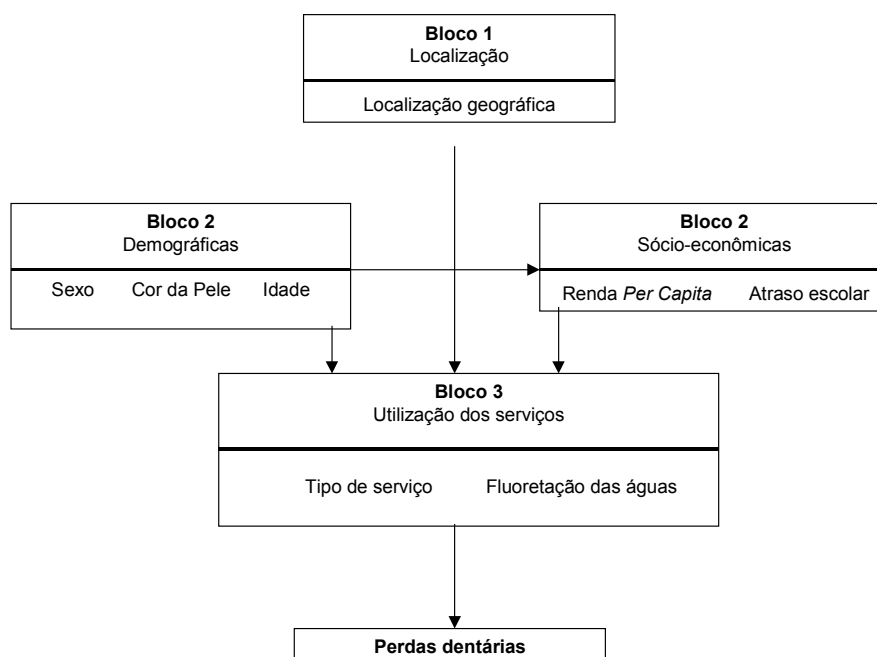 Bloco 1
Localização
Localização geográfica
Bloco 2
Demográficas
Sexo Cor da Pele Idade
Bloco 2
Sócio-econômicas
Renda Per Capita Atraso escolar
Bloco 3
Utilização dos serviços
Tipo de serviço Fluoretação das águas
Perdas dentárias